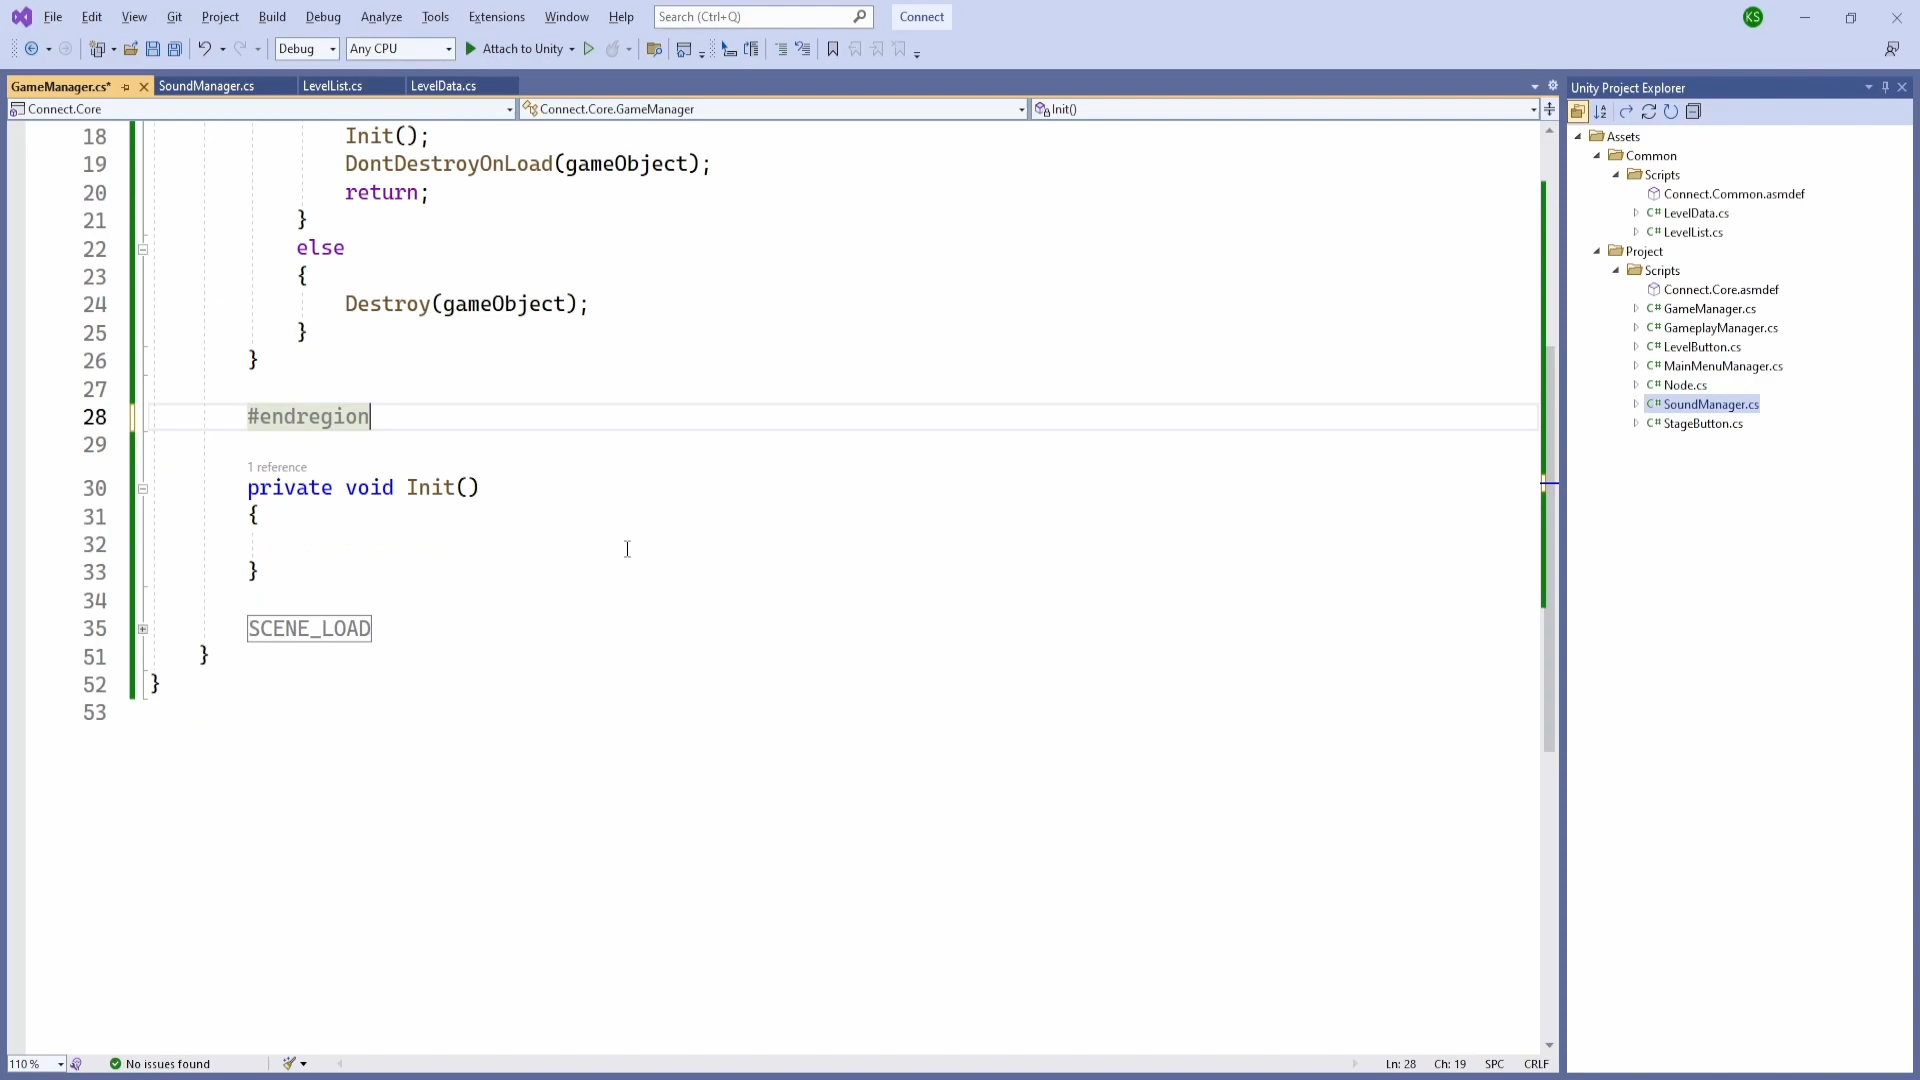 File Edit View Git Project Build Debug Analyze Tools Extensions Window Help Search (Ctrl+Q) Connect KS
Debug Any CPU Attach to Unity
GameManager.cs* SoundManager.cs LevelList.cs LevelData.cs
Connect.Core Connect.Core.GameManager Init()
18 Init();
19 DontDestroyOnLoad(gameObject);
20 return;
21 }
22 else
23 {
24 Destroy(gameObject);
25 }
26 }
27
28 #endregion
29
1 reference
30 private void Init()
31 {
32
33 }
34
35 SCENE_LOAD
51 }
52 }
53
110 % No issues found Ln: 28 Ch: 19 SPC CRLF
Unity Project Explorer
Assets
Common
Scripts
Connect.Common.asmdef
C# LevelData.cs
C# LevelList.cs
Project
Scripts
Connect.Core.asmdef
C# GameManager.cs
C# GameplayManager.cs
C# LevelButton.cs
C# MainMenuManager.cs
C# Node.cs
C# SoundManager.cs
C# StageButton.cs